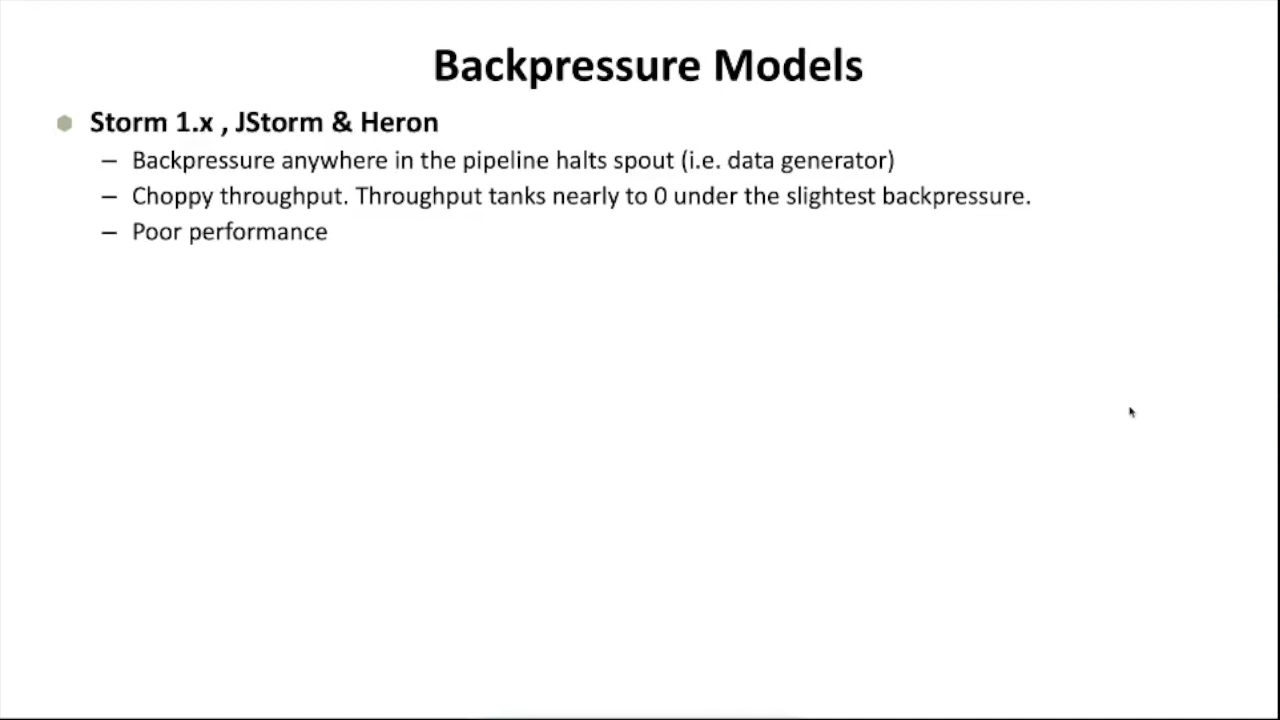 Backpressure Models
Storm 1.x , JStorm & Heron
– Backpressure anywhere in the pipeline halts spout (i.e. data generator)
– Choppy throughput. Throughput tanks nearly to 0 under the slightest backpressure.
– Poor performance